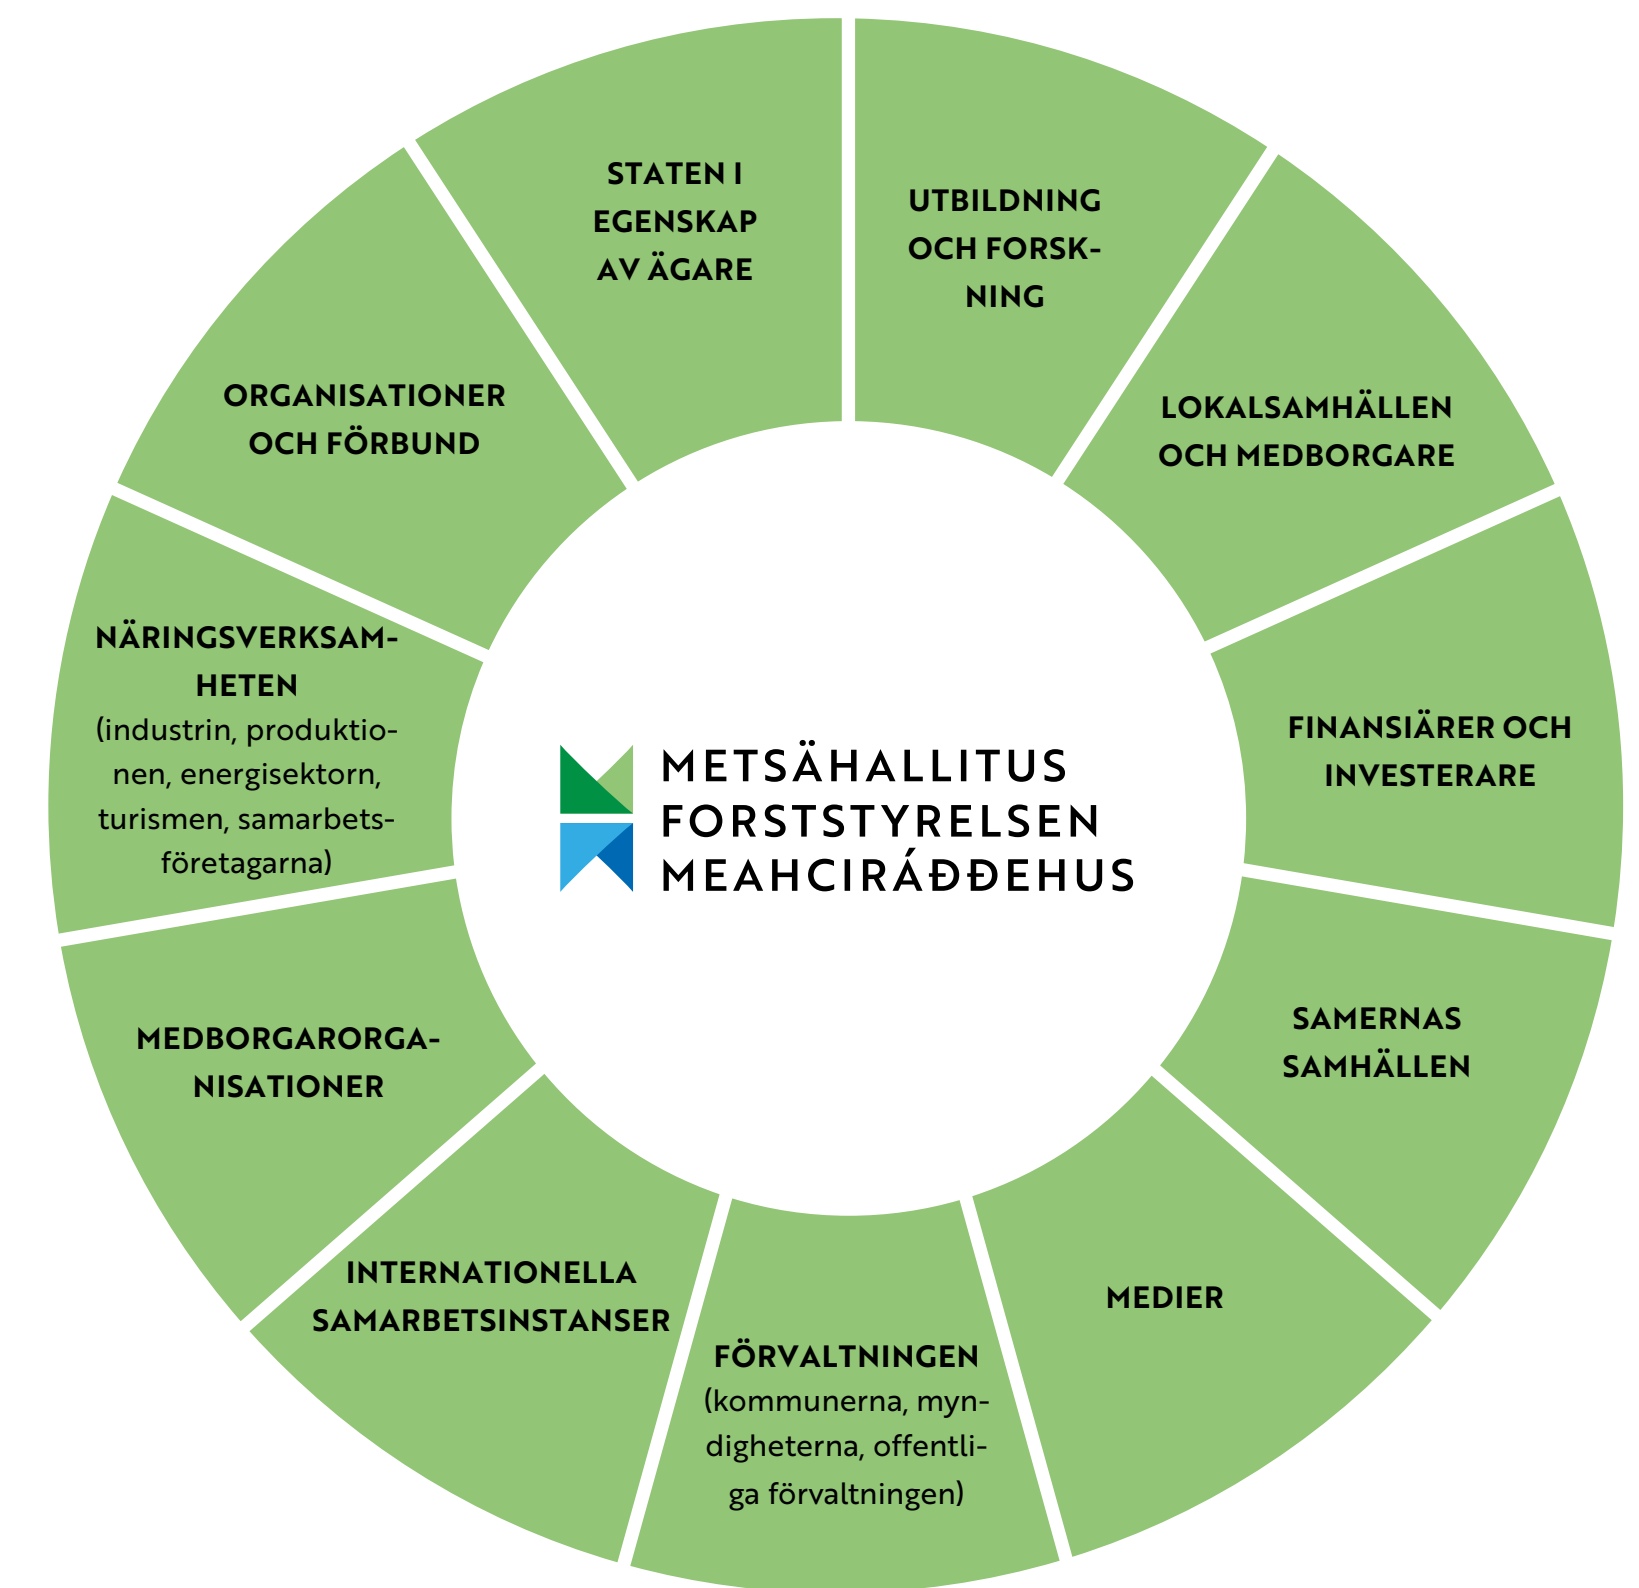 STATEN I
EGENSKAP
AV ÄGARE
UTBILDNING
OCH FORSK-
NING
LOKALSAMHÄLLEN
OCH MEDBORGARE
FINANSIÄRER OCH
INVESTERARE
SAMERNAS
SAMHÄLLEN
MEDIER
FÖRVALTNINGEN
(kommunerna, myn-
digheterna, offentli-
ga förvaltningen)
INTERNATIONELLA
SAMARBETSINSTANSER
MEDBORGARORGA-
NISATIONER
NÄRINGSVERKSAM-
HETEN
(industrin, produktio-
nen, energisektorn,
turismen, samarbets-
företagarna)
ORGANISATIONER
OCH FÖRBUND
METSÄHALLITUS
FORSTSTYRELSEN
MEAHCIRÁĐĐEHUS